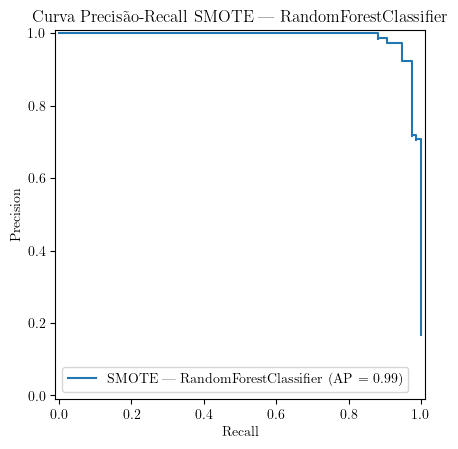 Curva Precisão-Recall SMOTE — RandomForestClassifier
1.0
0.8
0.6
0.4
0.2
0.0
Precision
SMOTE — RandomForestClassifier (AP = 0.99)
0.0 0.2 0.4 0.6 0.8 1.0
Recall